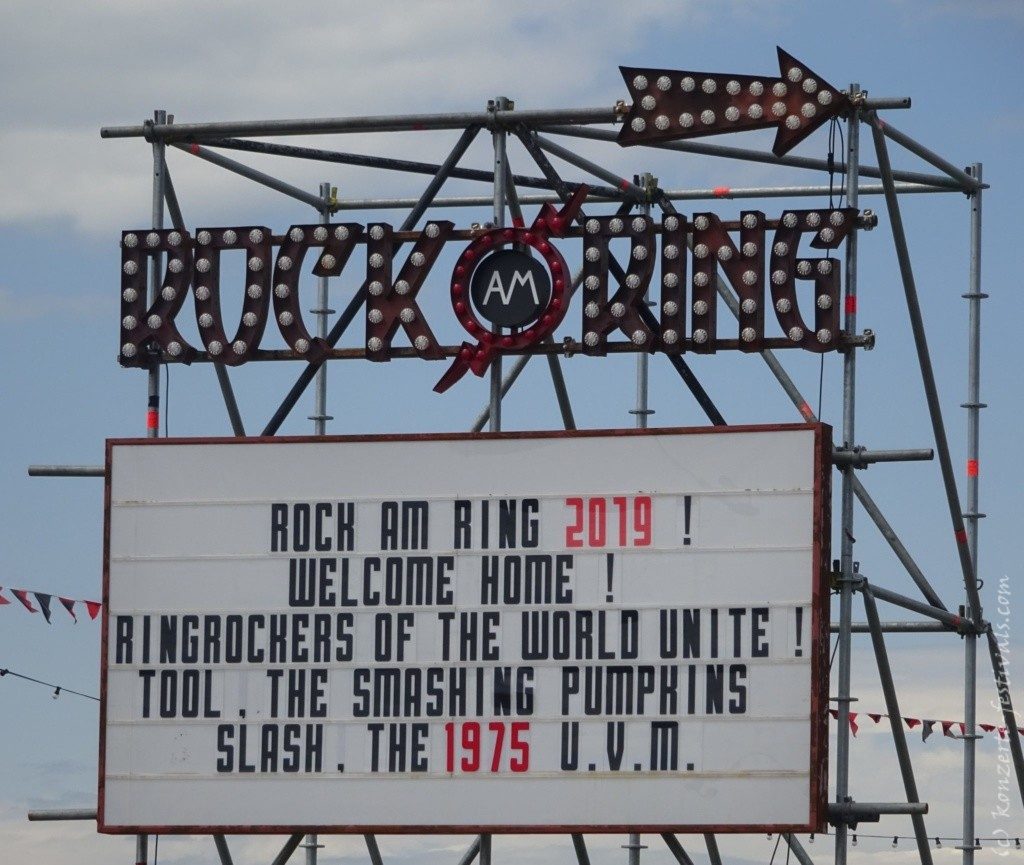 ROCK AM RING
ROCK AM RING 2019 !
WELCOME HOME !
RINGROCKERS OF THE WORLD UNITE !
TOOL . THE SMASHING PUMPKINS
SLASH . THE 1975 U.V.M.
(c) konzerte-festivals.com